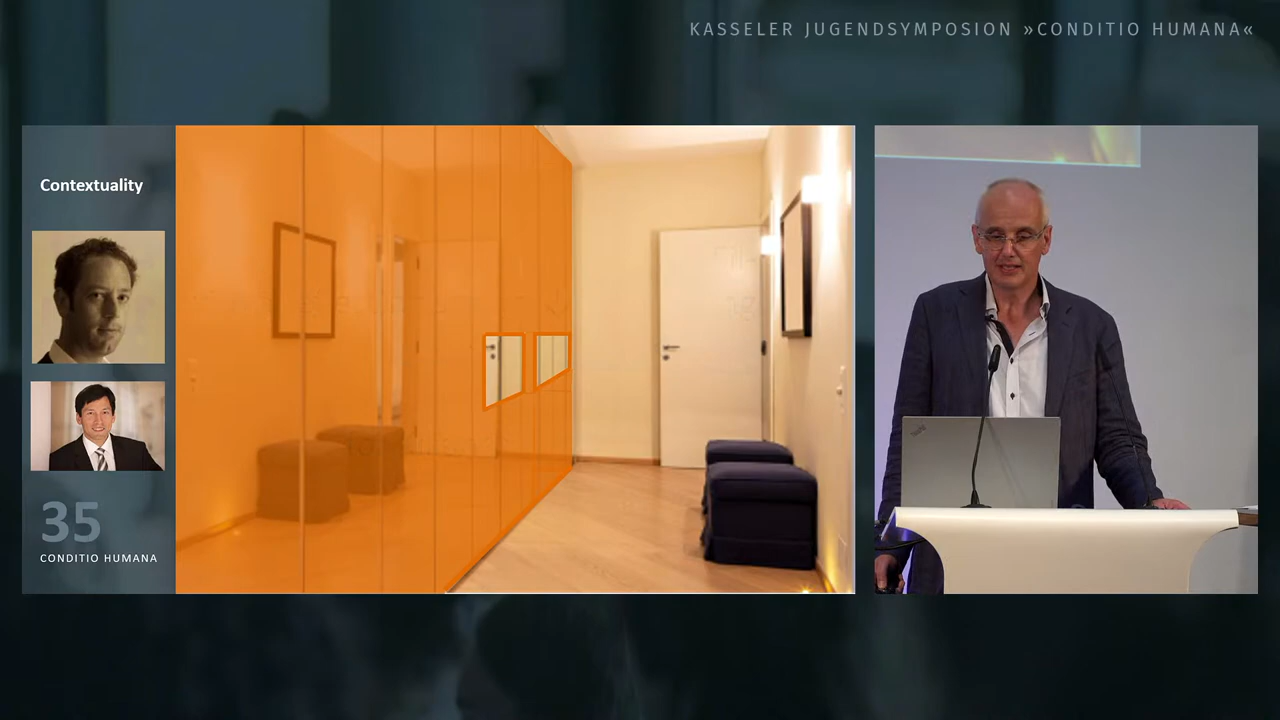 KASSELER JUGENDSYMPOSION »CONDITIO HUMANA«
Contextuality
35
CONDITIO HUMANA